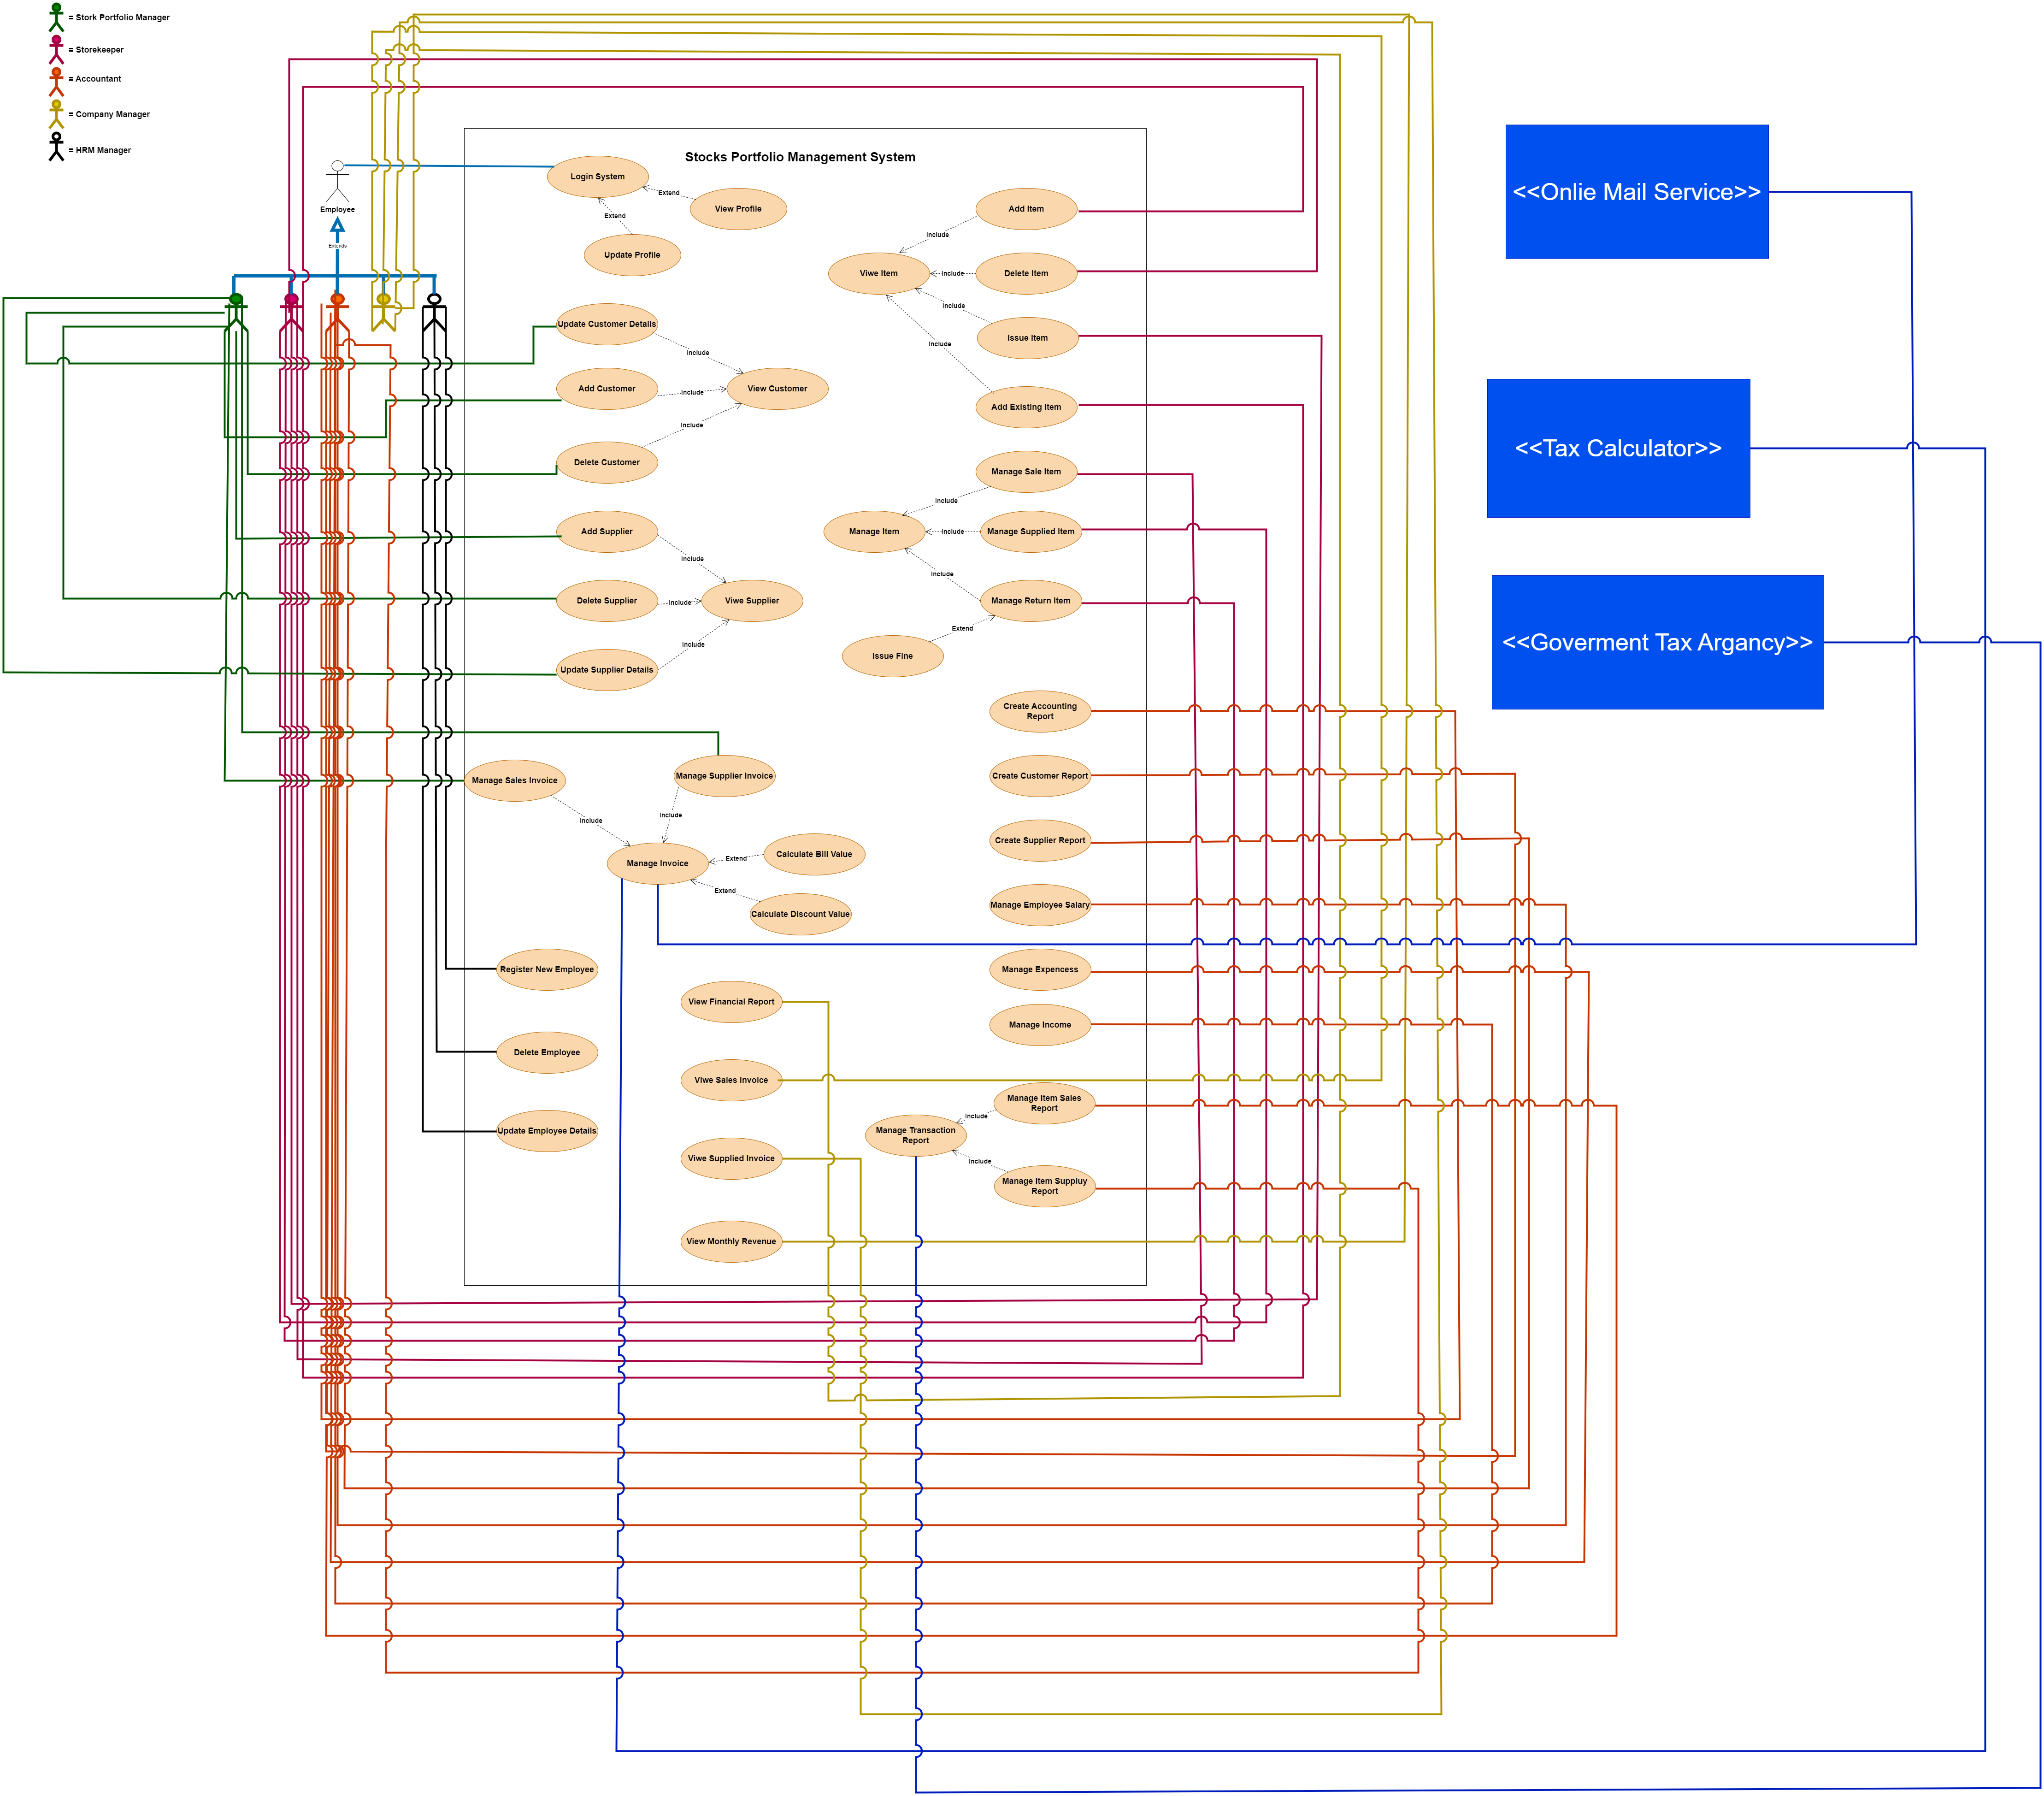 = Stork Portfolio Manager
= Storekeeper
= Accountant
= Company Manager
= HRM Manager
Employee
Extends
Stocks Portfolio Management System
Login System
Extend
View Profile
Extend
Update Profile
Add Item
include
Viwe Item
include
Delete Item
include
Issue Item
include
Add Existing Item
Update Customer Details
include
Add Customer
include
View Customer
include
Delete Customer
Manage Sale Item
include
Manage Item
include
Manage Supplied Item
include
Manage Return Item
Extend
Issue Fine
Add Supplier
include
Delete Supplier
include
Viwe Supplier
include
Update Supplier Details
Create Accounting
Report
Create Customer Report
Create Supplier Report
Manage Employee Salary
Manage Expencess
Manage Income
Manage Sales Invoice
Manage Supplier Invoice
include
include
Manage Invoice
Extend
Calculate Bill Value
Extend
Calculate Discount Value
Register New Employee
Delete Employee
Update Employee Details
View Financial Report
Viwe Sales Invoice
Viwe Supplied Invoice
View Monthly Revenue
Manage Item Sales
Report
include
Manage Transaction
Report
include
Manage Item Suppluy
Report
<<Onlie Mail Service>>
<<Tax Calculator>>
<<Goverment Tax Argancy>>